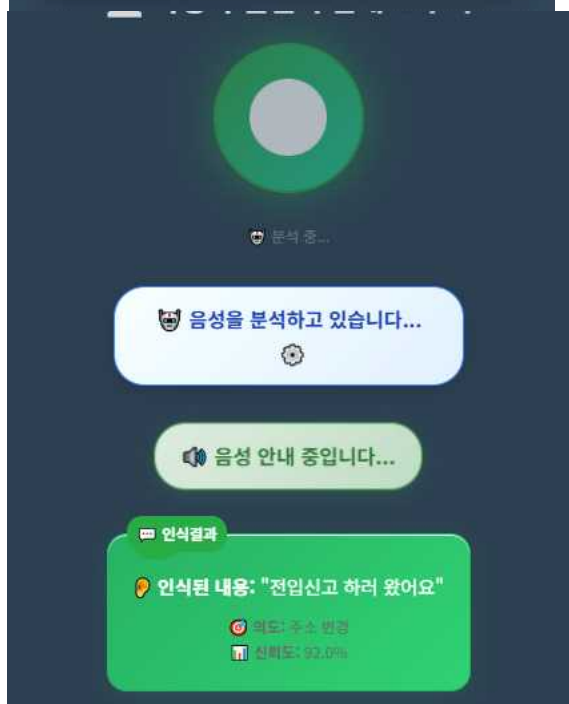 분석 중...
음성을 분석하고 있습니다...
음성 안내 중입니다...
인식결과
인식된 내용: "전입신고 하러 왔어요"
의도: 주소 변경
신뢰도: 92.0%